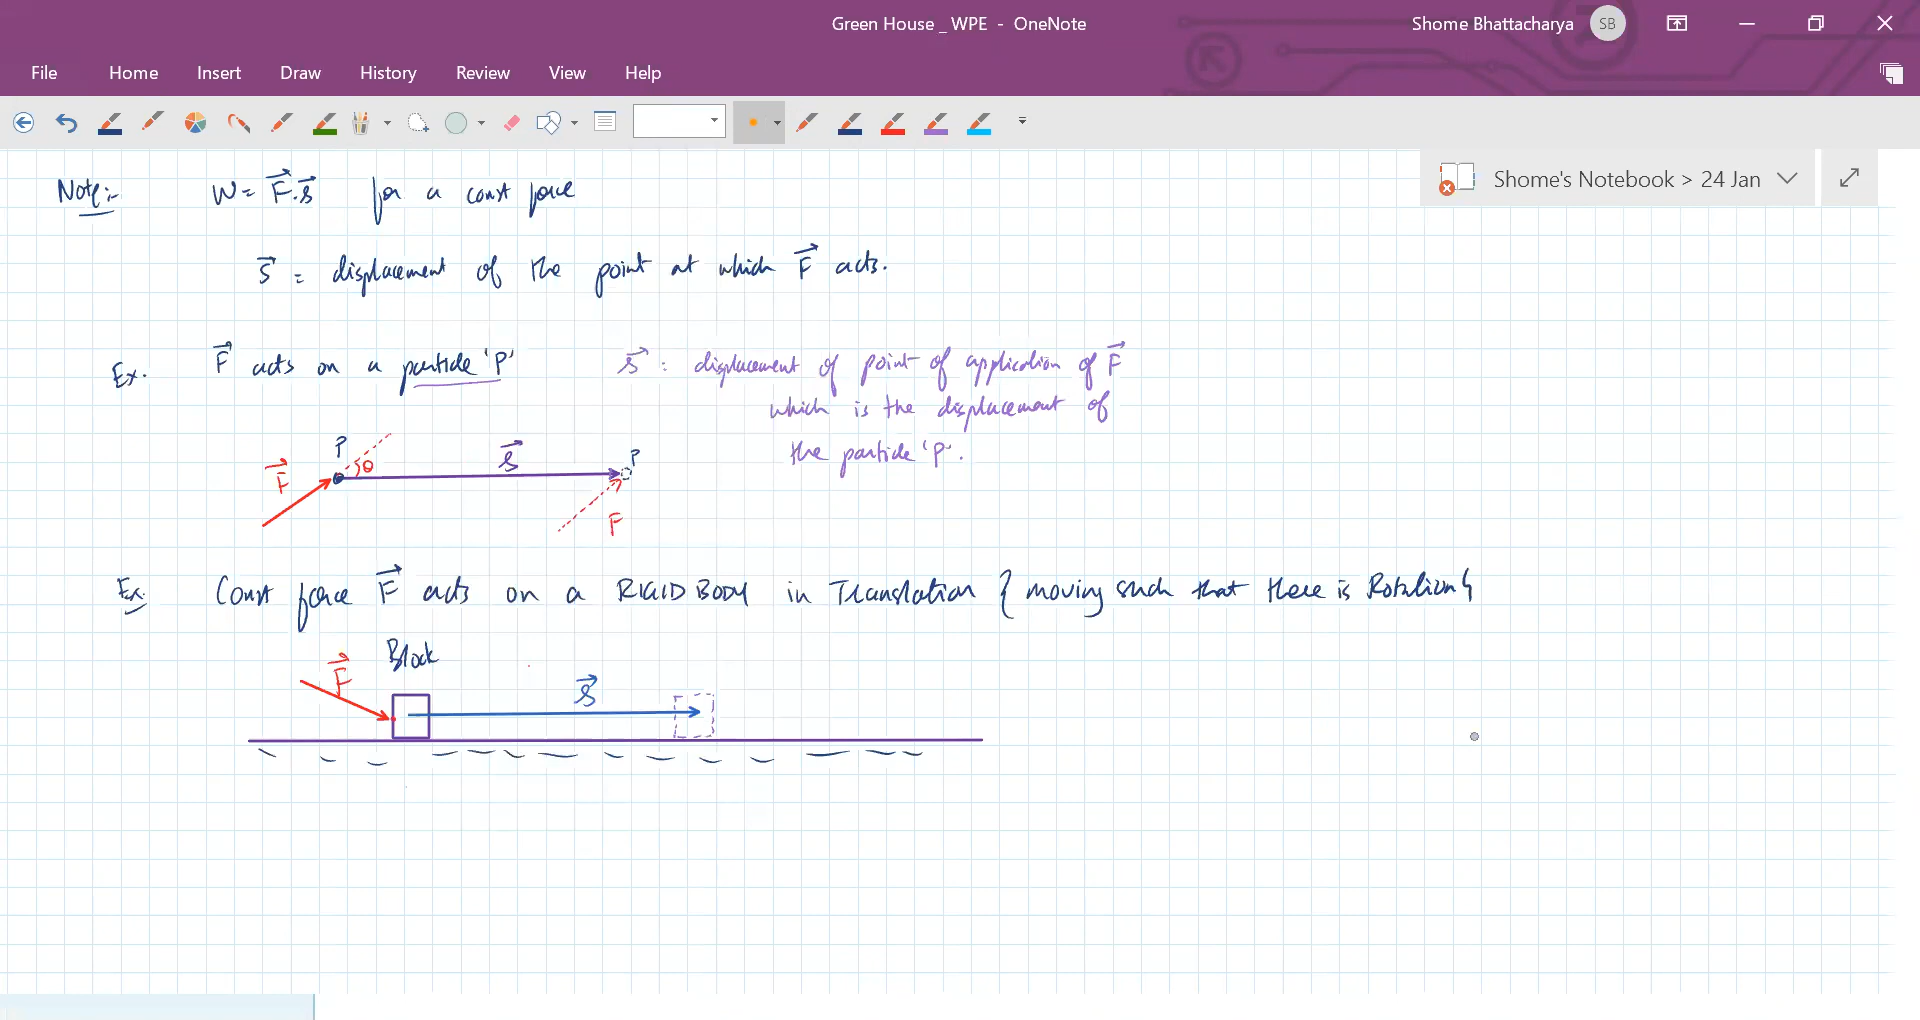 Green House _ WPE - OneNote
Shome Bhattacharya SB
File Home Insert Draw History Review View Help
Shome's Notebook > 24 Jan
Note:- W = F⃗.s⃗ for a const force
s⃗ = displacement of the point at which F⃗ acts.
Ex. F⃗ acts on a particle 'P'
s⃗ : displacement of point of application of F⃗
which is the displacement of
the particle 'P'.
P θ s⃗ P
F⃗
F
Ex. Const force F⃗ acts on a RIGID BODY in Translation { moving such that there is Rotation }
Block
F⃗ s⃗